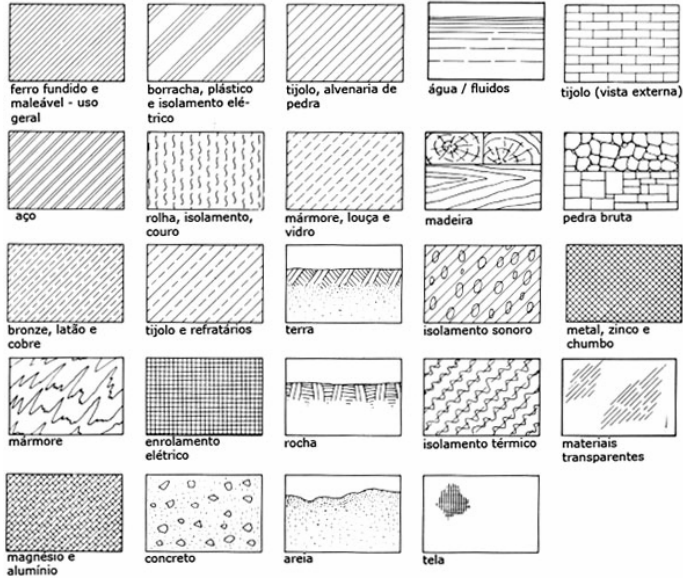 ferro fundido e
maleável - uso
geral
borracha, plástico
e isolamento elé-
trico
tijolo, alvenaria de
pedra
água / fluidos
tijolo (vista externa)
aço
rolha, isolamento,
couro
mármore, louça e
vidro
madeira
pedra bruta
bronze, latão e
cobre
tijolo e refratários
terra
isolamento sonoro
metal, zinco e
chumbo
mármore
enrolamento
elétrico
rocha
isolamento térmico
materiais
transparentes
magnésio e
alumínio
concreto
areia
tela